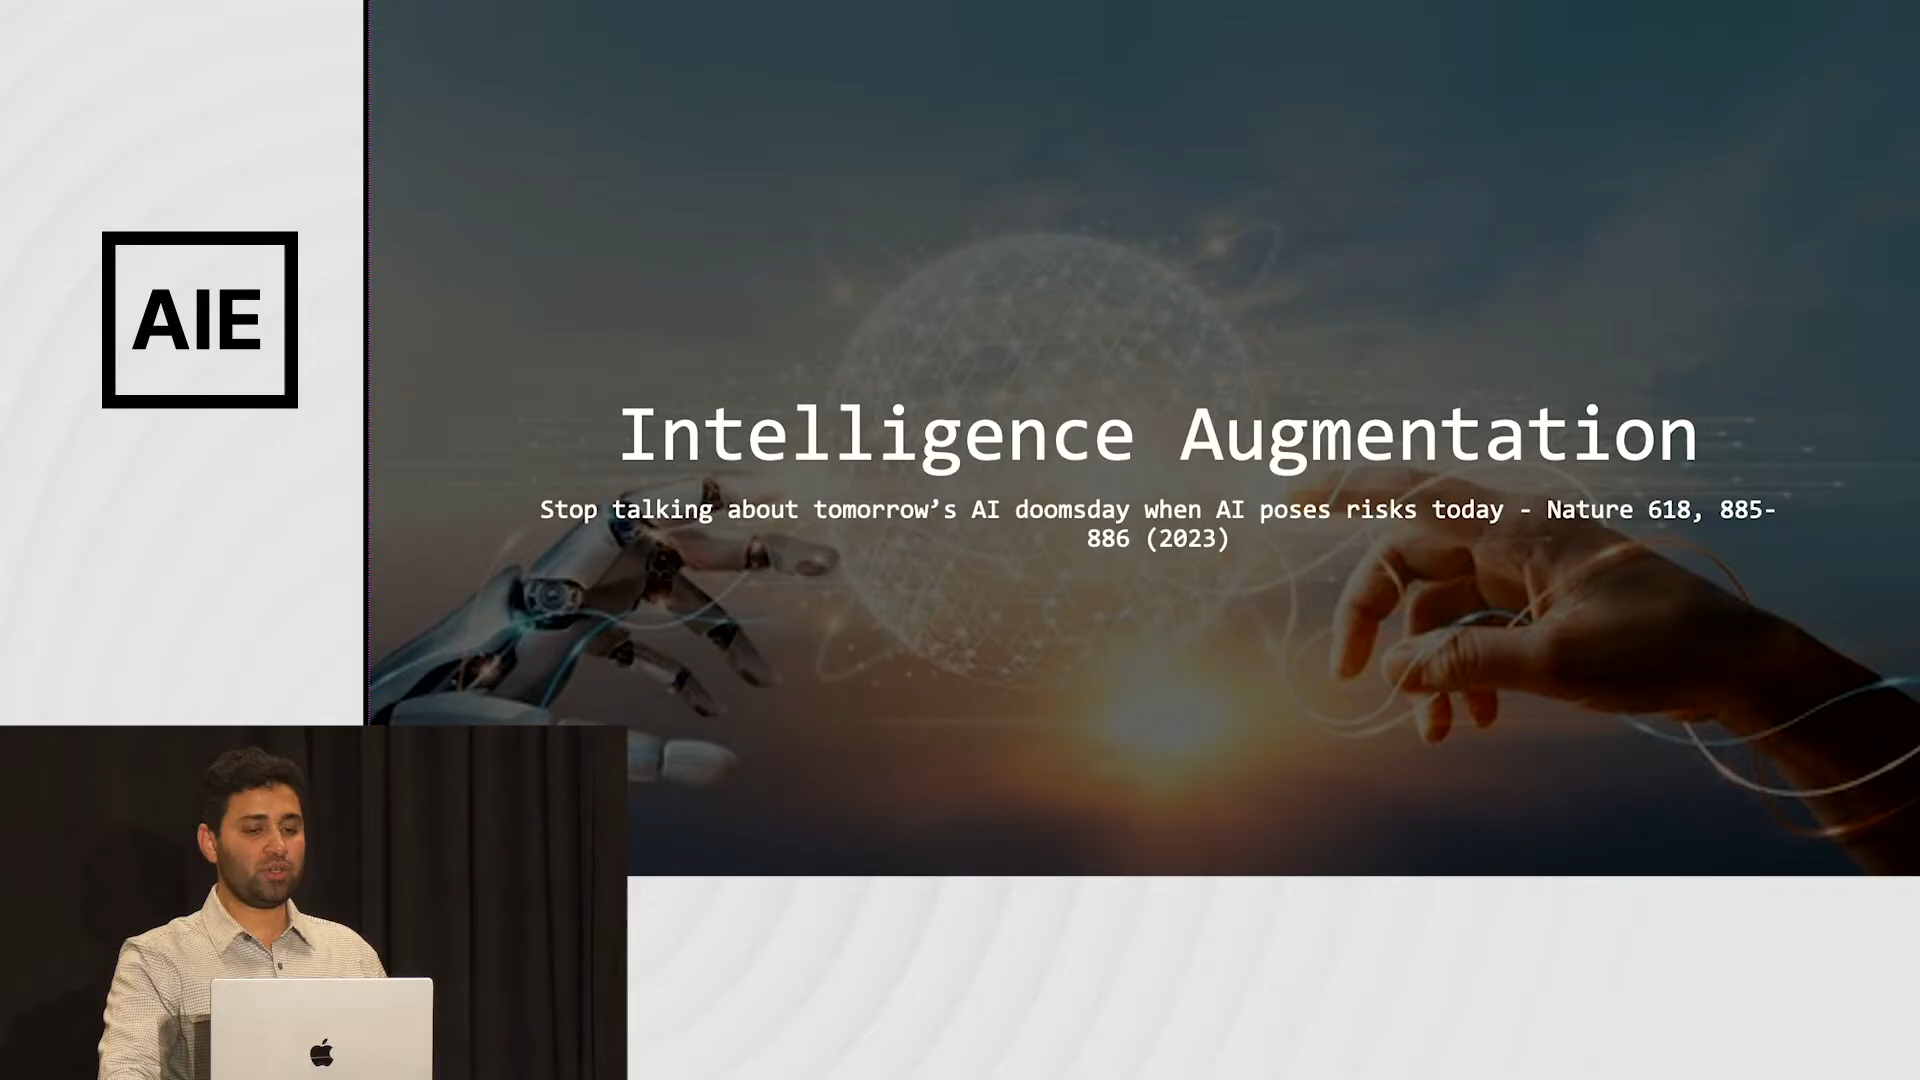 AIE
Intelligence Augmentation
Stop talking about tomorrow’s AI doomsday when AI poses risks today - Nature 618, 885-
886 (2023)